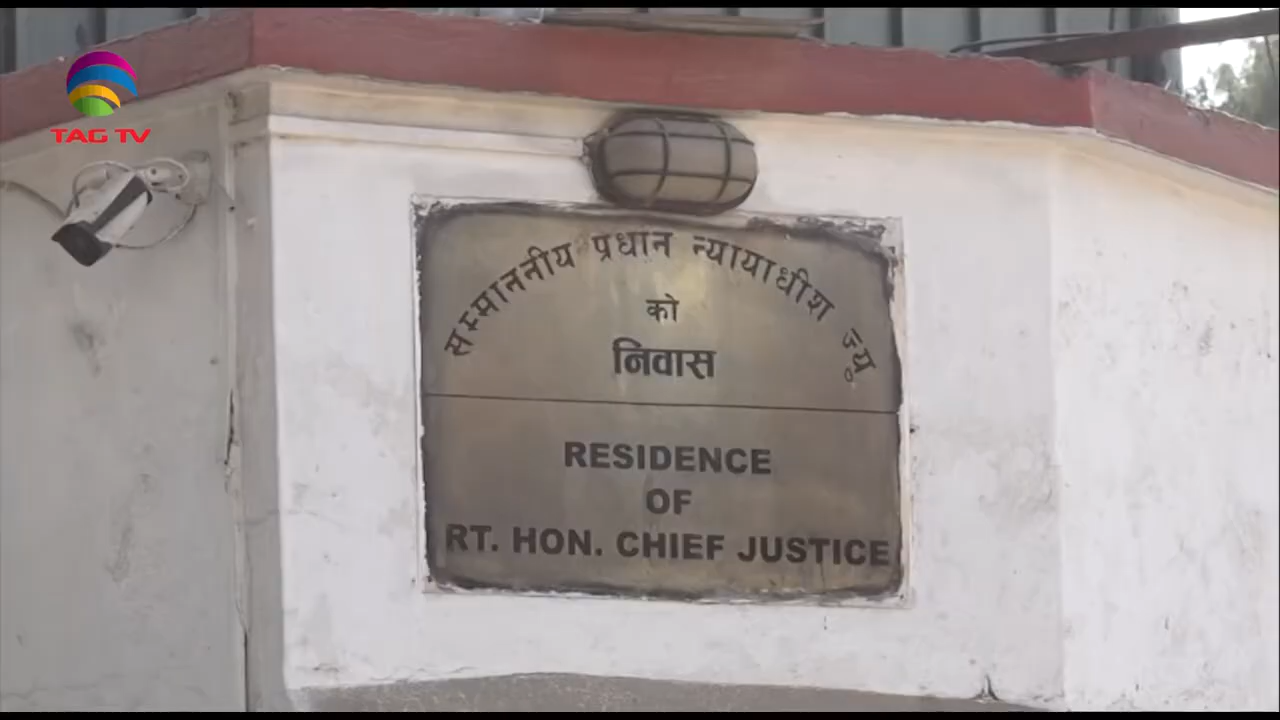 TAG TV
सम्माननीय प्रधान न्यायाधीश ज्यू
को
निवास
RESIDENCE
OF
RT. HON. CHIEF JUSTICE